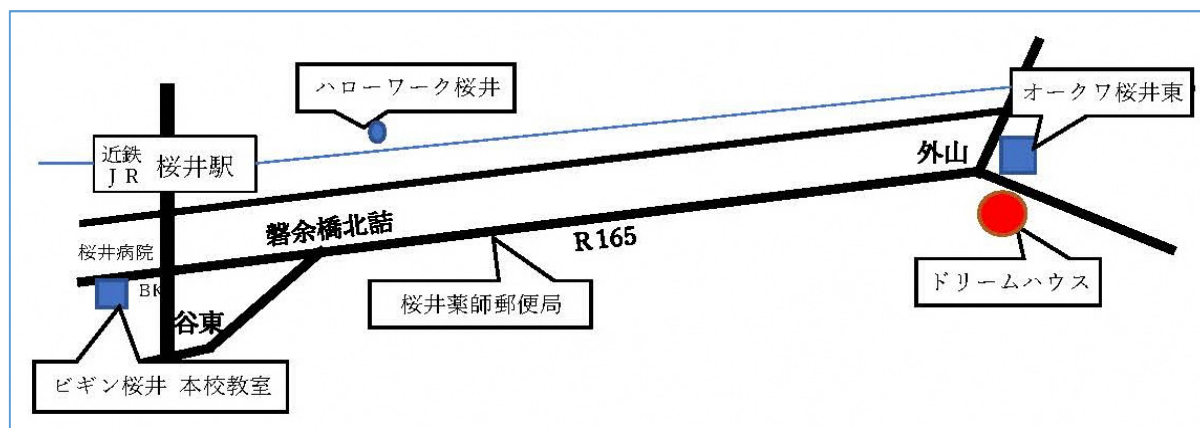 ハローワーク桜井
オークワ桜井東
近鉄
JR
桜井駅
外山
磐余橋北詰
R165
桜井病院
BK
谷東
桜井薬師郵便局
ドリームハウス
ビギン桜井 本校教室